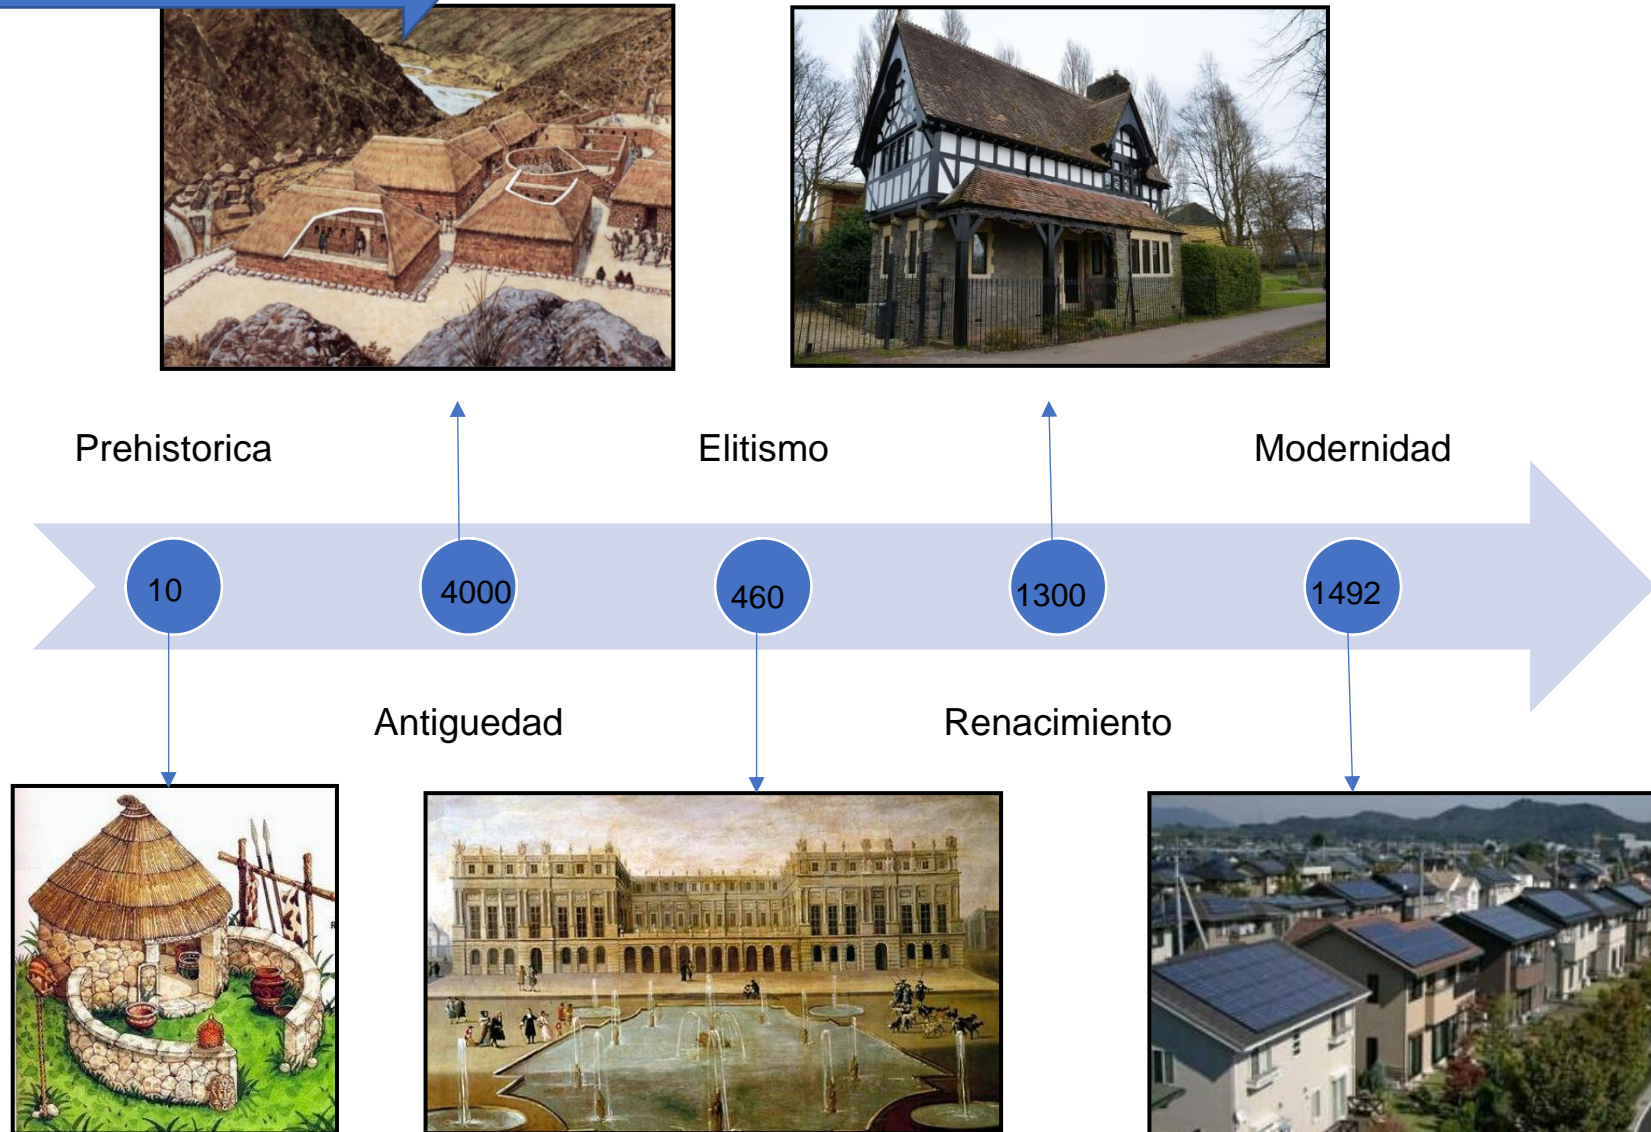 Prehistorica
Elitismo
Modernidad
10
4000
460
1300
1492
Antiguedad
Renacimiento